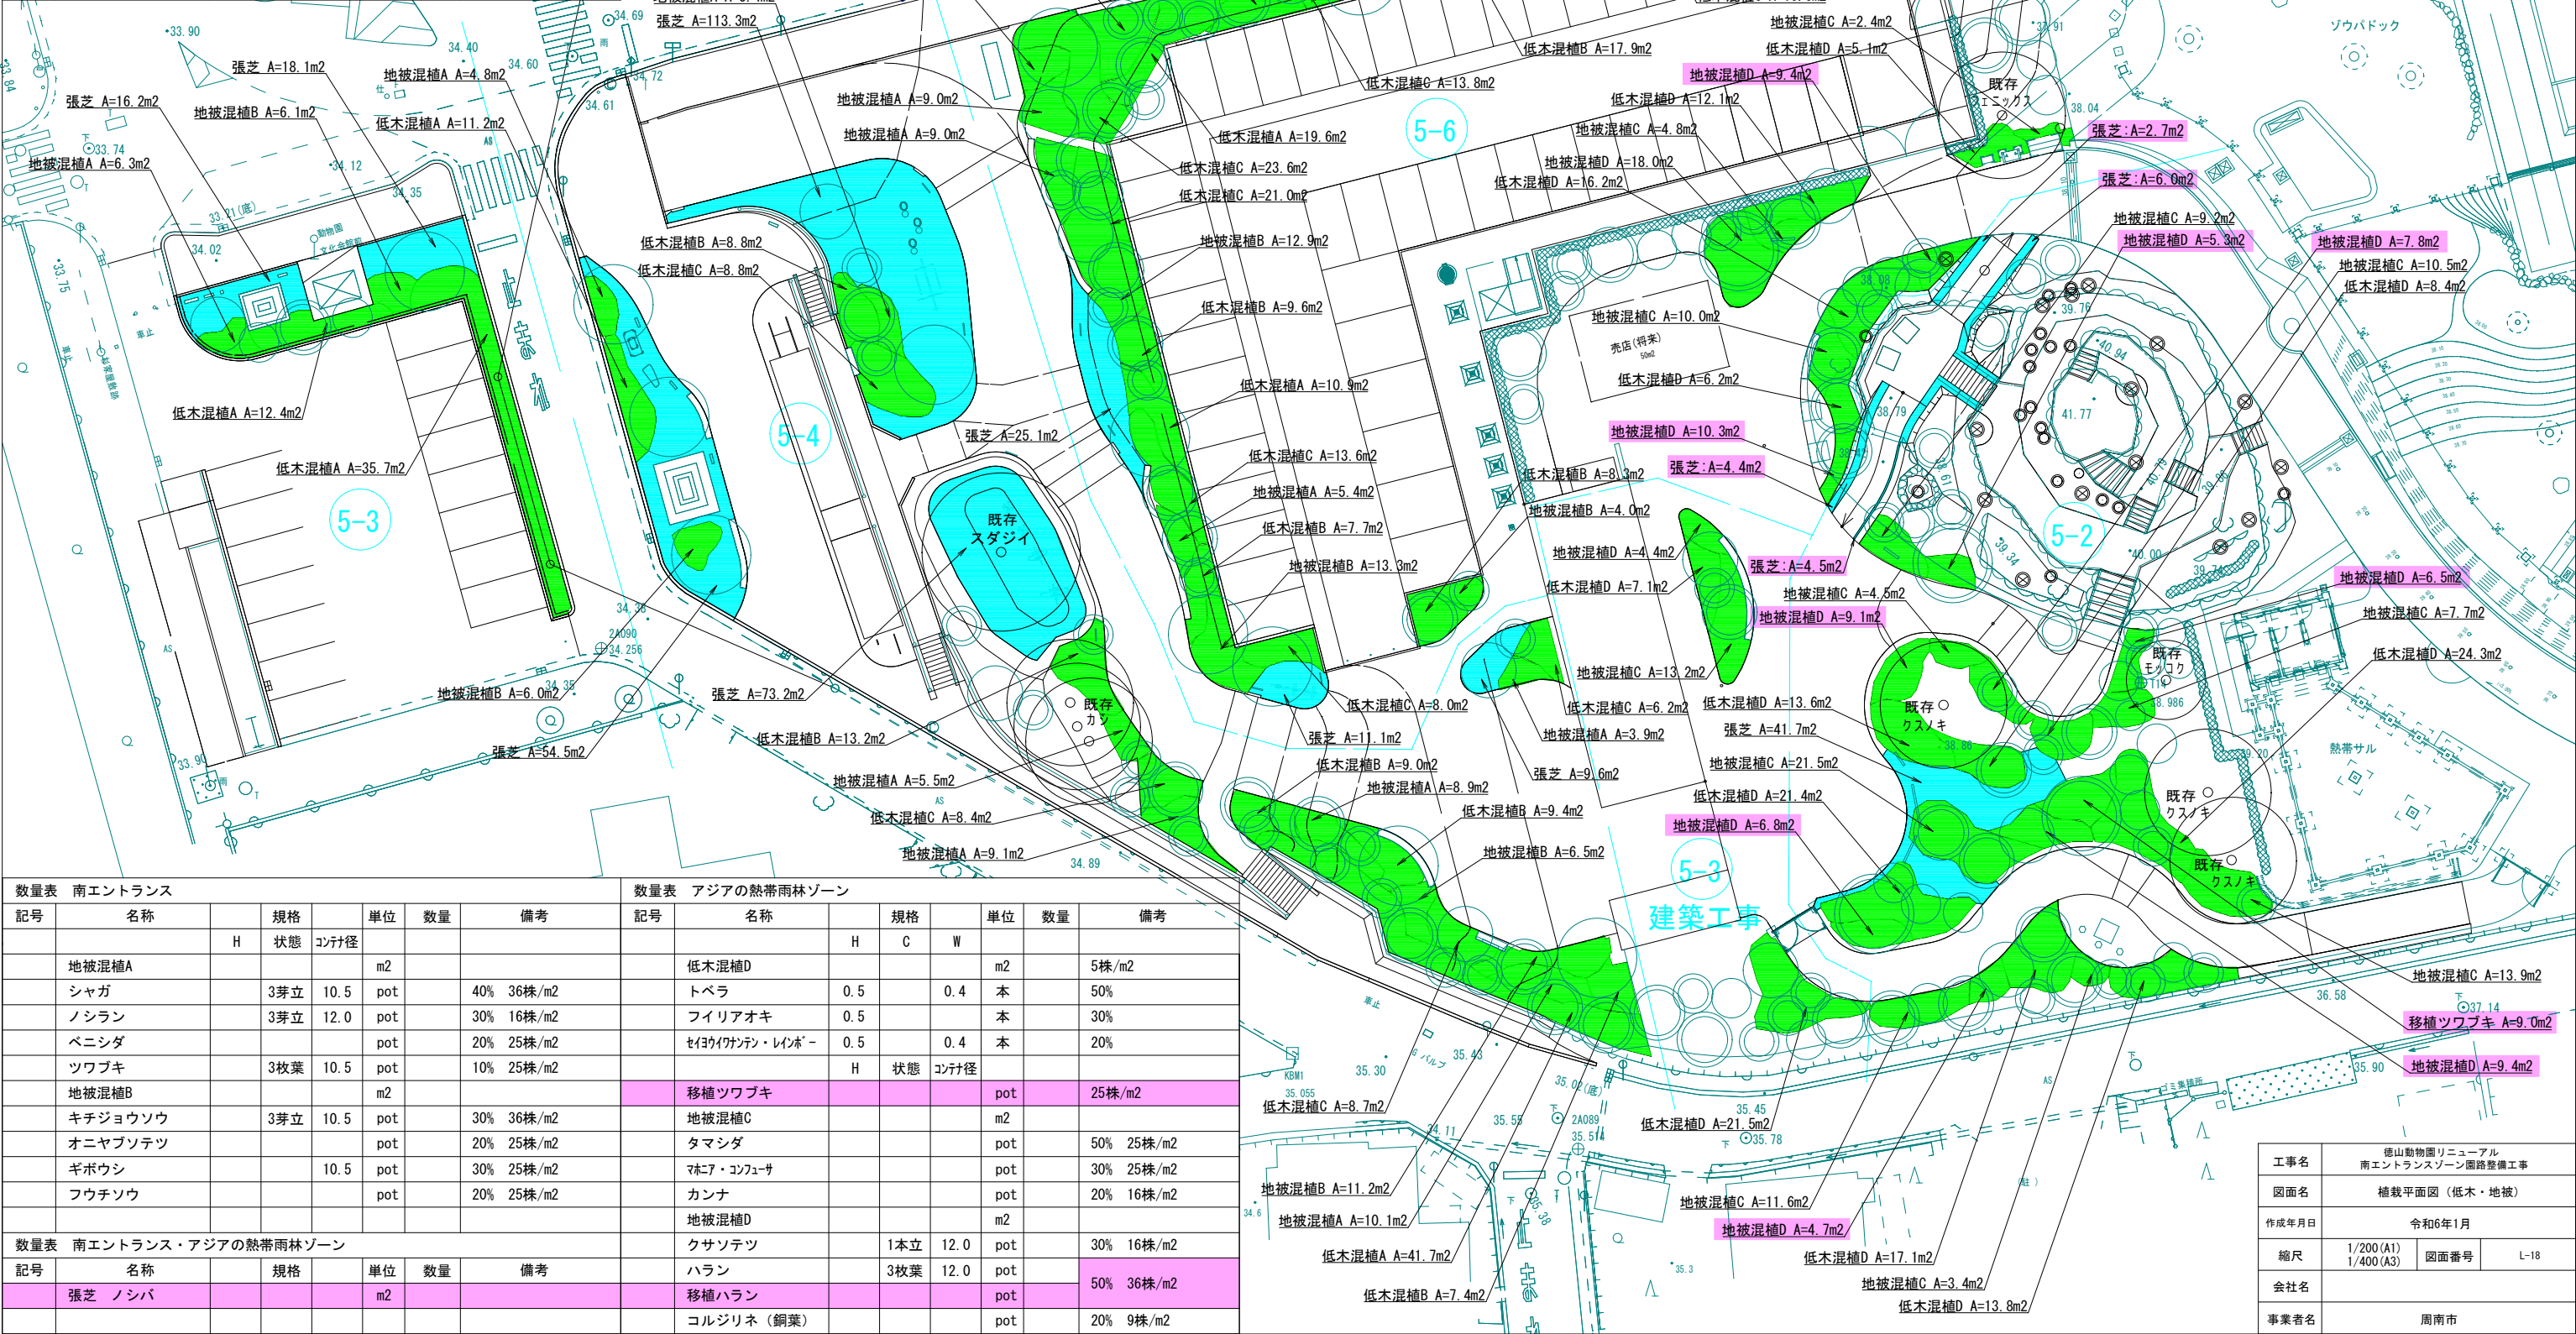 張芝 A=113.3m2
張芝 A=18.1m2
地被混植A A=4.8m2
張芝 A=16.2m2
地被混植B A=6.1m2
低木混植A A=11.2m2
地被混植A A=6.3m2
低木混植A A=12.4m2
低木混植A A=35.7m2
5-3
地被混植A A=9.0m2
地被混植A A=9.0m2
低木混植B A=8.8m2
低木混植C A=8.8m2
5-4
張芝 A=25.1m2
既存
スダジイ
地被混植B A=6.0m2
張芝 A=73.2m2
張芝 A=54.5m2
低木混植B A=13.2m2
既存
カシ
地被混植A A=5.5m2
低木混植C A=8.4m2
地被混植A A=9.1m2
低木混植B A=17.9m2
低木混植C A=13.8m2
5-6
低木混植A A=19.6m2
低木混植C A=23.6m2
低木混植C A=21.0m2
地被混植B A=12.9m2
低木混植B A=9.6m2
低木混植A A=10.9m2
低木混植C A=13.6m2
地被混植A A=5.4m2
低木混植B A=7.7m2
地被混植B A=13.3m2
低木混植C A=8.0m2
張芝 A=11.1m2
低木混植B A=9.0m2
地被混植A A=8.9m2
低木混植B A=9.4m2
地被混植B A=6.5m2
地被混植C A=2.4m2
低木混植D A=5.1m2
地被混植D A=9.4m2
低木混植D A=12.1m2
地被混植C A=4.8m2
地被混植D A=18.0m2
低木混植D A=16.2m2
既存
フェニックス
ゾウパドック
張芝:A=2.7m2
張芝:A=6.0m2
地被混植C A=9.2m2
地被混植D A=5.3m2
地被混植D A=7.8m2
地被混植C A=10.5m2
低木混植D A=8.4m2
売店(将来)
50m2
地被混植C A=10.0m2
低木混植D A=6.2m2
地被混植D A=10.3m2
張芝:A=4.4m2
低木混植B A=8.3m2
地被混植B A=4.0m2
地被混植D A=4.4m2
低木混植D A=7.1m2
張芝:A=4.5m2
地被混植C A=4.5m2
地被混植D A=9.1m2
5-2
地被混植D A=6.5m2
地被混植C A=7.7m2
低木混植D A=24.3m2
既存
モッコク
地被混植C A=13.2m2
低木混植C A=6.2m2
地被混植A A=3.9m2
張芝 A=9.6m2
低木混植D A=13.6m2
張芝 A=41.7m2
地被混植C A=21.5m2
低木混植D A=21.4m2
地被混植D A=6.8m2
既存
クスノキ
既存
クスノキ
既存
クスノキ
熱帯サル
5-3
建築工事
地被混植C A=13.9m2
移植ツワブキ A=9.0m2
地被混植D A=9.4m2
低木混植C A=8.7m2
地被混植B A=11.2m2
地被混植A A=10.1m2
低木混植A A=41.7m2
低木混植B A=7.4m2
低木混植D A=21.5m2
地被混植C A=11.6m2
地被混植D A=4.7m2
低木混植D A=17.1m2
地被混植C A=3.4m2
低木混植D A=13.8m2
数量表 南エントランス
記号 名称 規格 単位 数量 備考
H 状態 コンテナ径
地被混植A m2
シャガ 3芽立 10.5 pot 40% 36株/m2
ノシラン 3芽立 12.0 pot 30% 16株/m2
ベニシダ pot 20% 25株/m2
ツワブキ 3枚葉 10.5 pot 10% 25株/m2
地被混植B m2
キチジョウソウ 3芽立 10.5 pot 30% 36株/m2
オニヤブソテツ pot 20% 25株/m2
ギボウシ 10.5 pot 30% 25株/m2
フウチソウ pot 20% 25株/m2
数量表 南エントランス・アジアの熱帯雨林ゾーン
記号 名称 規格 単位 数量 備考
張芝 ノシバ m2
数量表 アジアの熱帯雨林ゾーン
記号 名称 規格 単位 数量 備考
H C W
低木混植D m2 5株/m2
トベラ 0.5 0.4 本 50%
フイリアオキ 0.5 本 30%
セイヨウイワナンテン・レインボー 0.5 0.4 本 20%
H 状態 コンテナ径
移植ツワブキ pot 25株/m2
地被混植C m2
タマシダ pot 50% 25株/m2
マホニア・コンフューサ pot 30% 25株/m2
カンナ pot 20% 16株/m2
地被混植D m2
クサソテツ 1本立 12.0 pot 30% 16株/m2
ハラン 3枚葉 12.0 pot 50% 36株/m2
移植ハラン pot
コルジリネ（銅葉） pot 20% 9株/m2
工事名 徳山動物園リニューアル
南エントランスゾーン園路整備工事
図面名 植栽平面図（低木・地被）
作成年月日 令和6年1月
縮尺 1/200(A1)
1/400(A3) 図面番号 L-18
会社名
事業者名 周南市